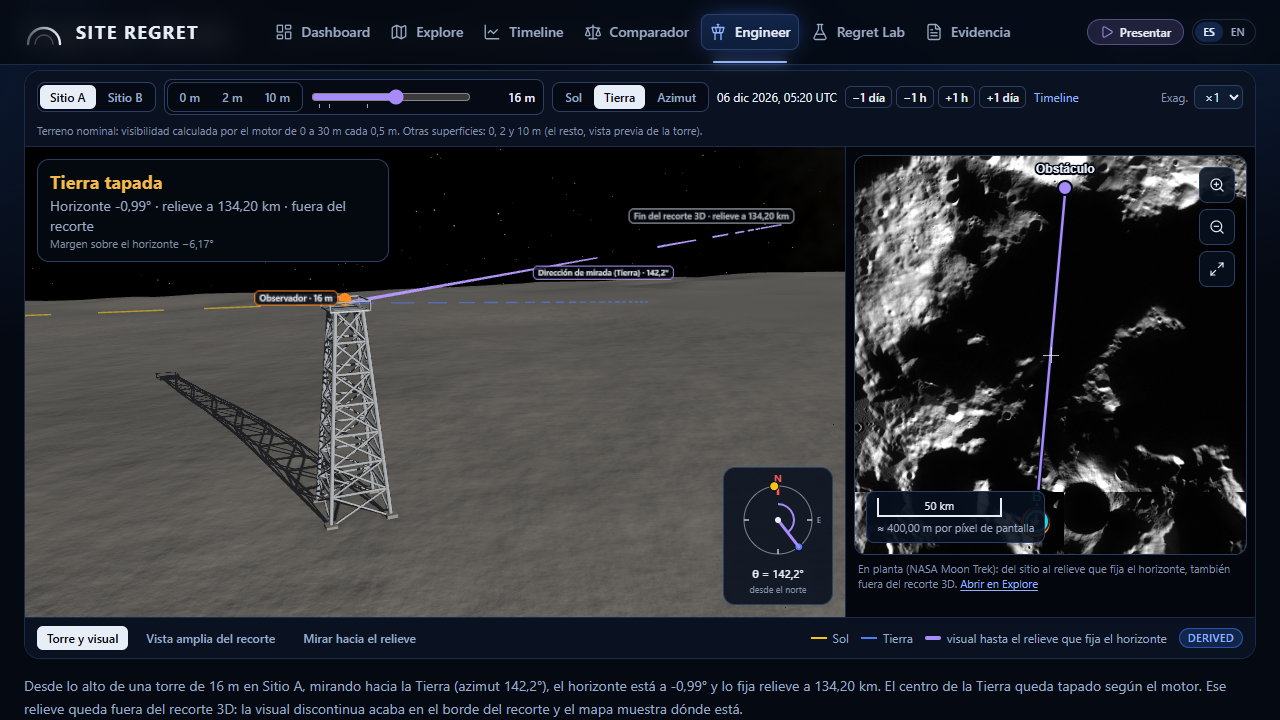 SITE REGRET
Dashboard
Explore
Timeline
Comparador
Engineer
Regret Lab
Evidencia
Presentar
ES
EN
Sitio A
Sitio B
0 m
2 m
10 m
16 m
Sol
Tierra
Azimut
06 dic 2026, 05:20 UTC
−1 día
−1 h
+1 h
+1 día
Timeline
Exag.
×1
Terreno nominal: visibilidad calculada por el motor de 0 a 30 m cada 0,5 m. Otras superficies: 0, 2 y 10 m (el resto, vista previa de la torre).
Tierra tapada
Horizonte -0,99° · relieve a 134,20 km · fuera del
recorte
Margen sobre el horizonte −6,17°
Fin del recorte 3D · relieve a 134,20 km
Dirección de mirada (Tierra) · 142,2°
Observador · 16 m
N
E
θ = 142,2°
desde el norte
Obstáculo
50 km
≈ 400,00 m por píxel de pantalla
En planta (NASA Moon Trek): del sitio al relieve que fija el horizonte, también
fuera del recorte 3D. Abrir en Explore
Torre y visual
Vista amplia del recorte
Mirar hacia el relieve
Sol
Tierra
visual hasta el relieve que fija el horizonte
DERIVED
Desde lo alto de una torre de 16 m en Sitio A, mirando hacia la Tierra (azimut 142,2°), el horizonte está a -0,99° y lo fija relieve a 134,20 km. El centro de la Tierra queda tapado según el motor. Ese
relieve queda fuera del recorte 3D: la visual discontinua acaba en el borde del recorte y el mapa muestra dónde está.